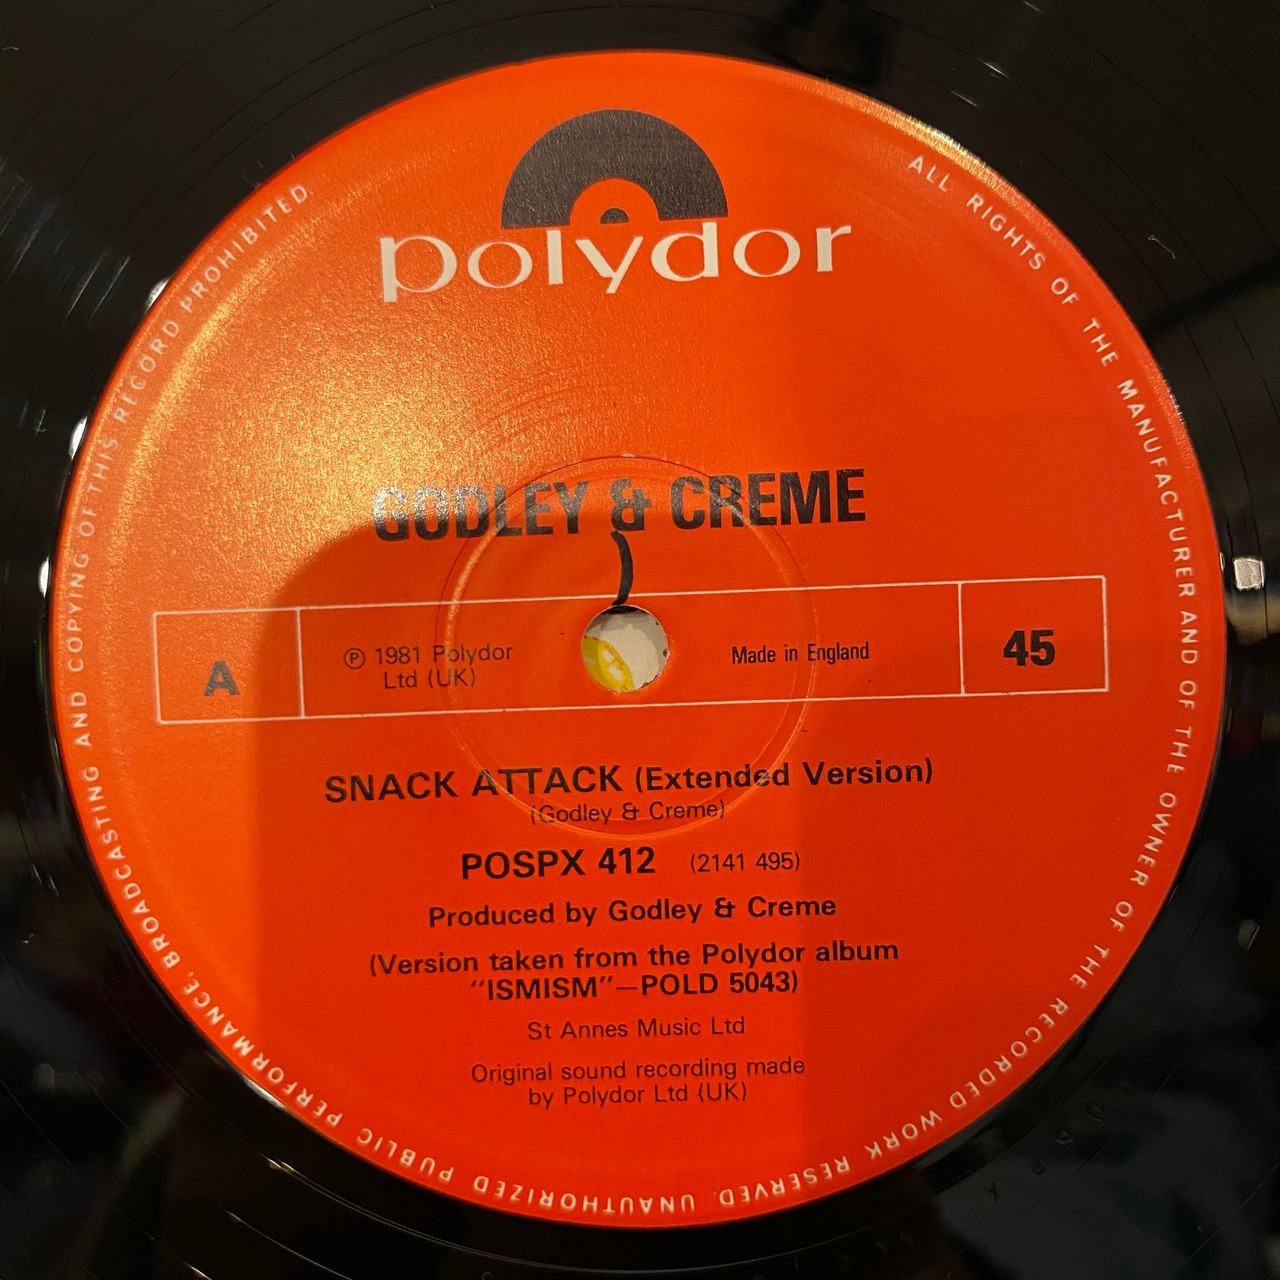 polydor
GODLEY & CREME
A
℗ 1981 Polydor
Ltd (UK)
Made in England
45
SNACK ATTACK (Extended Version)
(Godley & Creme)
POSPX 412 (2141 495)
Produced by Godley & Creme
(Version taken from the Polydor album
"ISMISM"—POLD 5043)
St Annes Music Ltd
Original sound recording made
by Polydor Ltd (UK)
ALL RIGHTS OF THE MANUFACTURER AND OF THE OWNER OF THE RECORDED WORK RESERVED. UNAUTHORIZED PUBLIC PERFORMANCE, BROADCASTING AND COPYING OF THIS RECORD PROHIBITED.